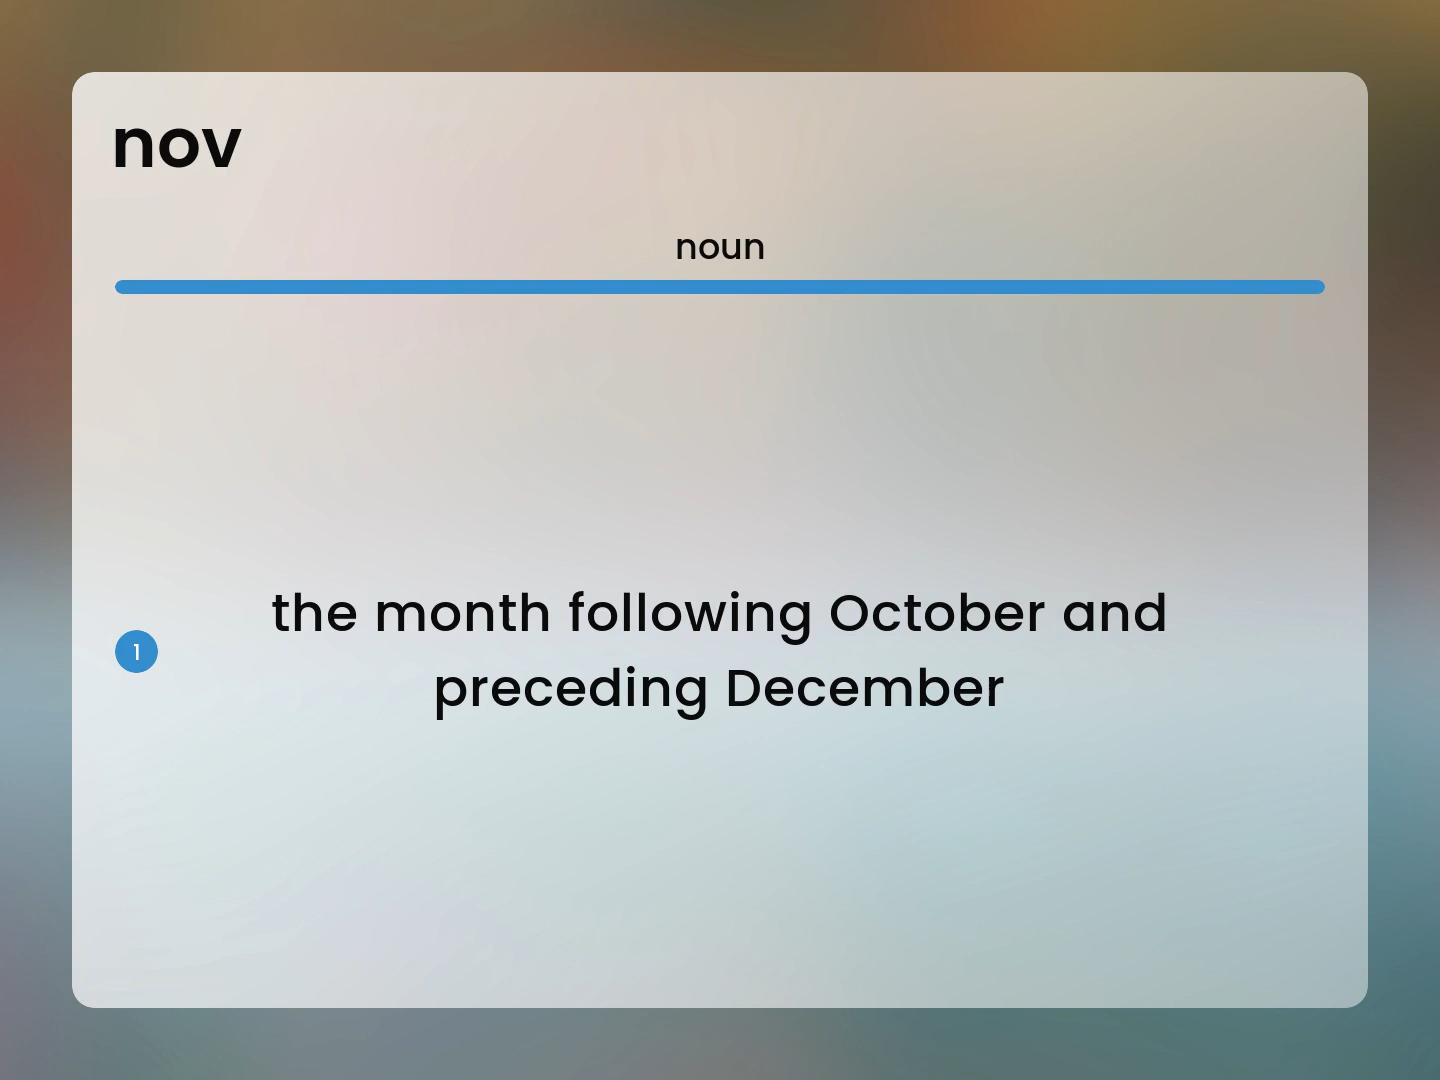 nov
noun
1
the month following October and
preceding December